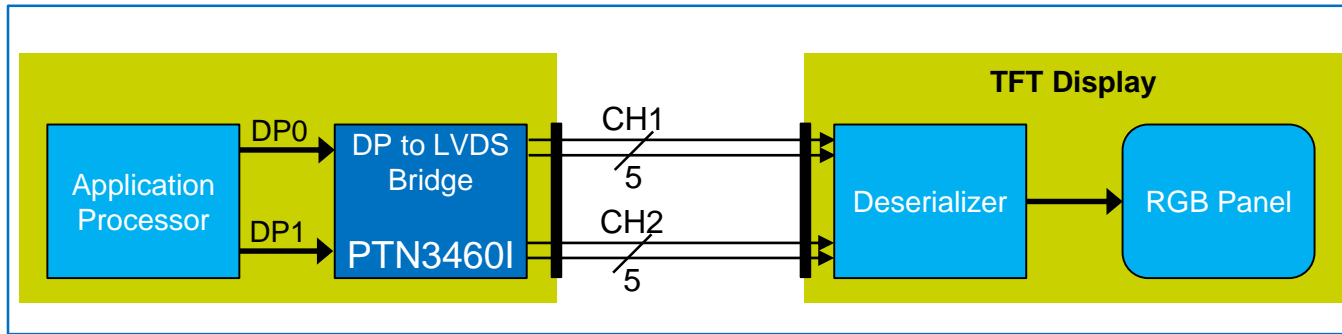 TFT Display
Application
Processor
DP0
DP1
DP to LVDS
Bridge
PTN3460I
CH1
5
CH2
5
Deserializer
RGB Panel